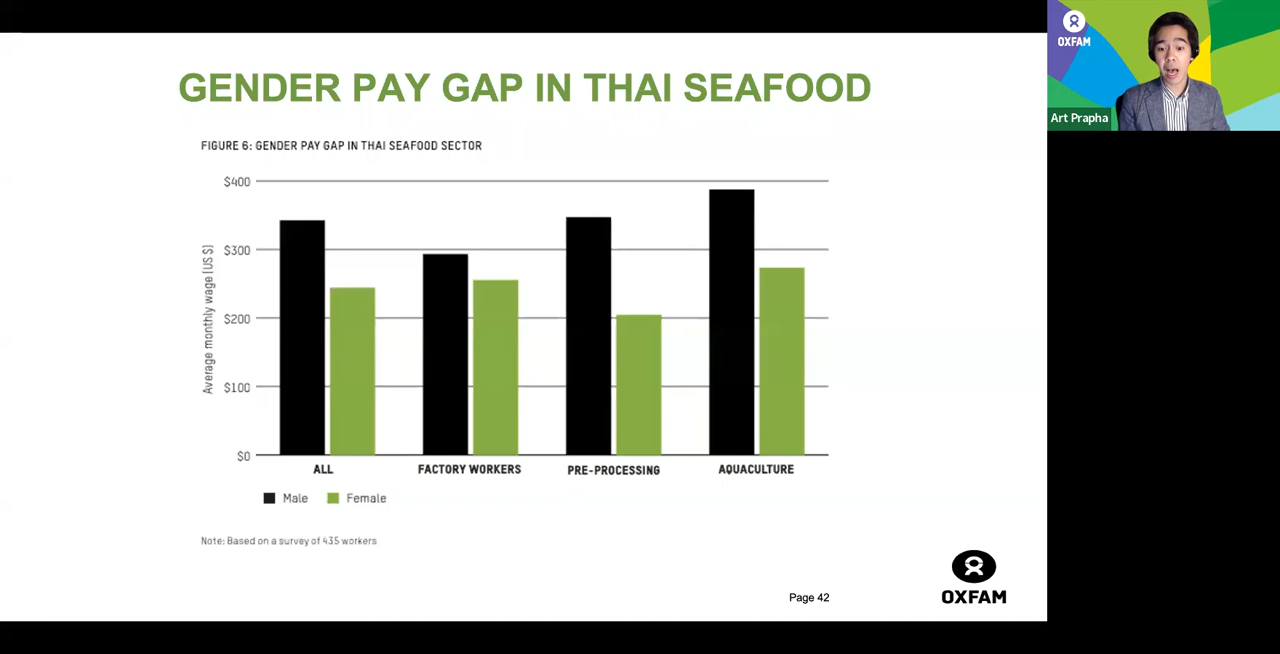 GENDER PAY GAP IN THAI SEAFOOD
FIGURE 6: GENDER PAY GAP IN THAI SEAFOOD SECTOR
Average monthly wage (US $)
$400
$300
$200
$100
$0
ALL
FACTORY WORKERS
PRE-PROCESSING
AQUACULTURE
Male
Female
Note: Based on a survey of 435 workers
Page 42
OXFAM
OXFAM
Art Prapha